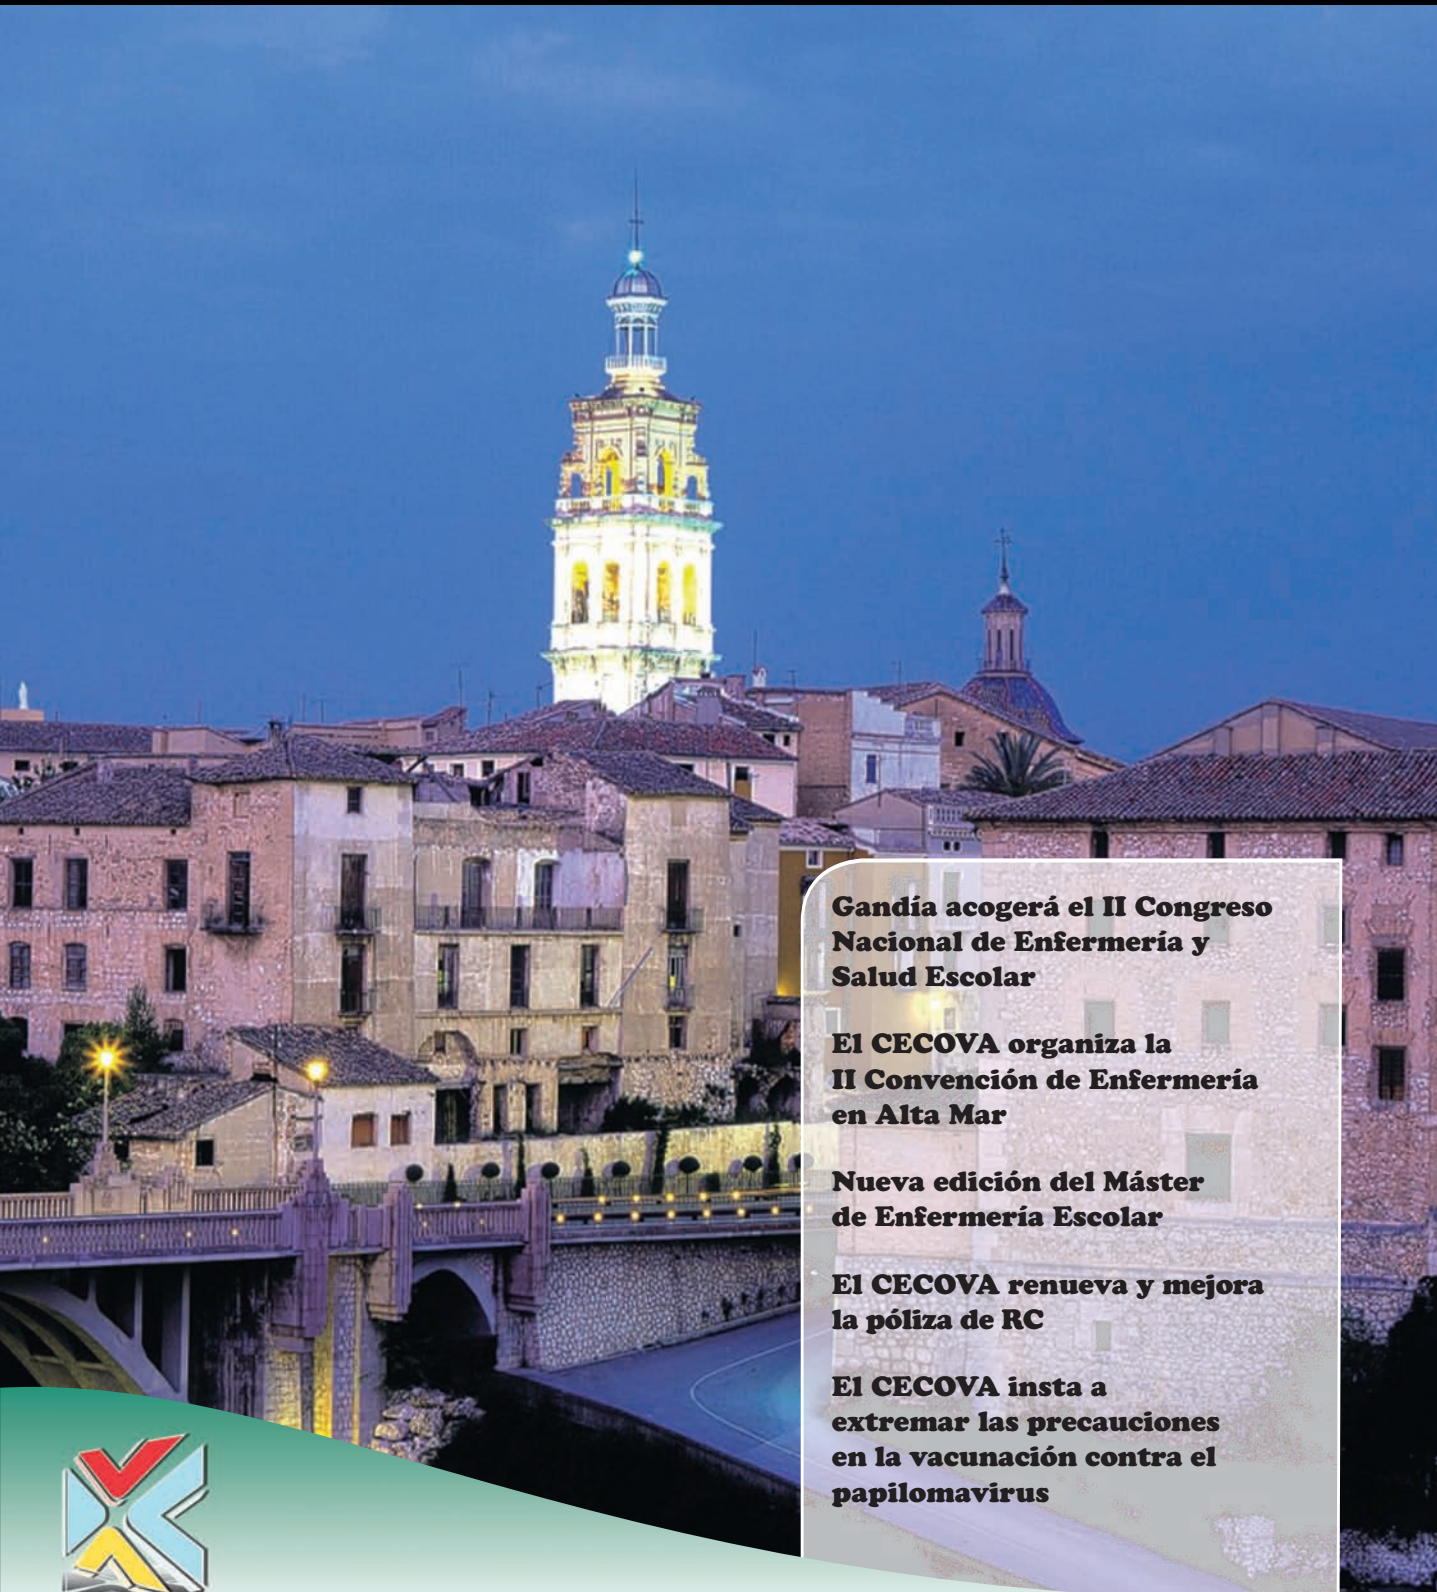 Gandía acogerá el II Congreso
Nacional de Enfermería y
Salud Escolar
El CECOVA organiza la
II Convención de Enfermería
en Alta Mar
Nueva edición del Máster
de Enfermería Escolar
El CECOVA renueva y mejora
la póliza de RC
El CECOVA insta a
extremar las precauciones
en la vacunación contra el
papilomavirus